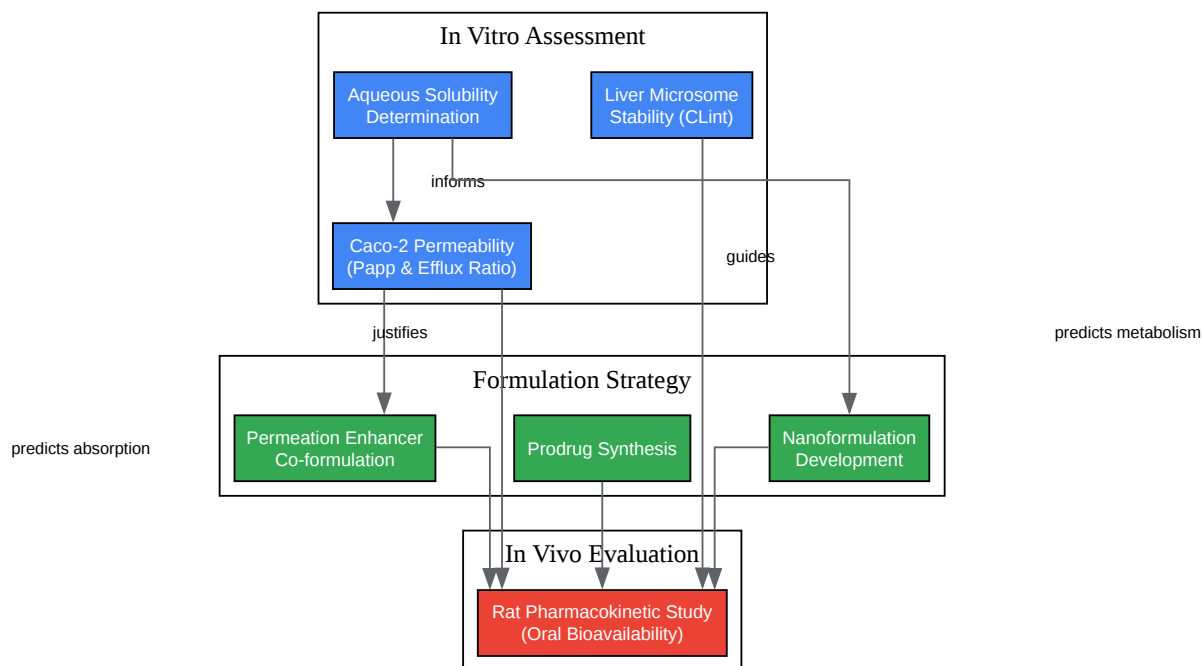 In Vitro Assessment
Aqueous Solubility
Determination
Liver Microsome
Stability (CLint)
informs
Caco-2 Permeability
(Papp & Efflux Ratio)
guides
justifies
predicts metabolism
Formulation Strategy
Permeation Enhancer
Co-formulation
Prodrug Synthesis
Nanoformulation
Development
predicts absorption
In Vivo Evaluation
Rat Pharmacokinetic Study
(Oral Bioavailability)